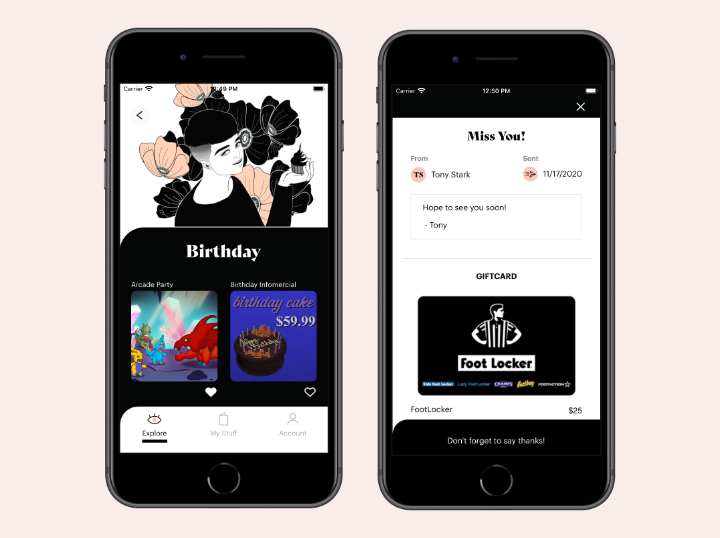 Carrier
12:49 PM
Birthday
Arcade Party
Birthday Infomercial
birthday cake
$59.99
Explore
My Stuff
Account
Carrier
12:50 PM
Miss You!
From
Sent
TS Tony Stark
11/17/2020
Hope to see you soon!
- Tony
GIFTCARD
Foot Locker
Kids Foot Locker Lady Foot Locker CHAMPS Eastbay FOOTACTION
FootLocker
$25
Don't forget to say thanks!